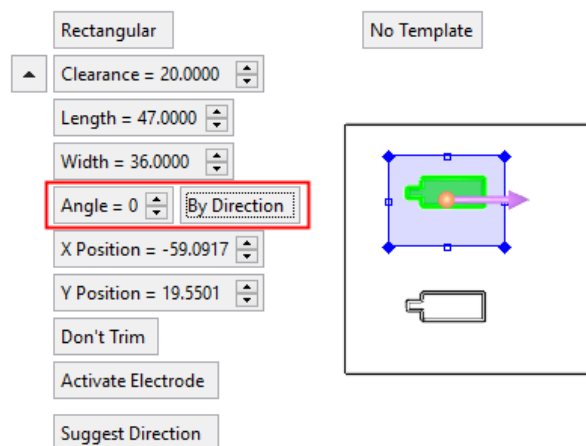 Rectangular
No Template
Clearance = 20.0000
Length = 47.0000
Width = 36.0000
Angle = 0 By Direction
X Position = -59.0917
Y Position = 19.5501
Don't Trim
Activate Electrode
Suggest Direction